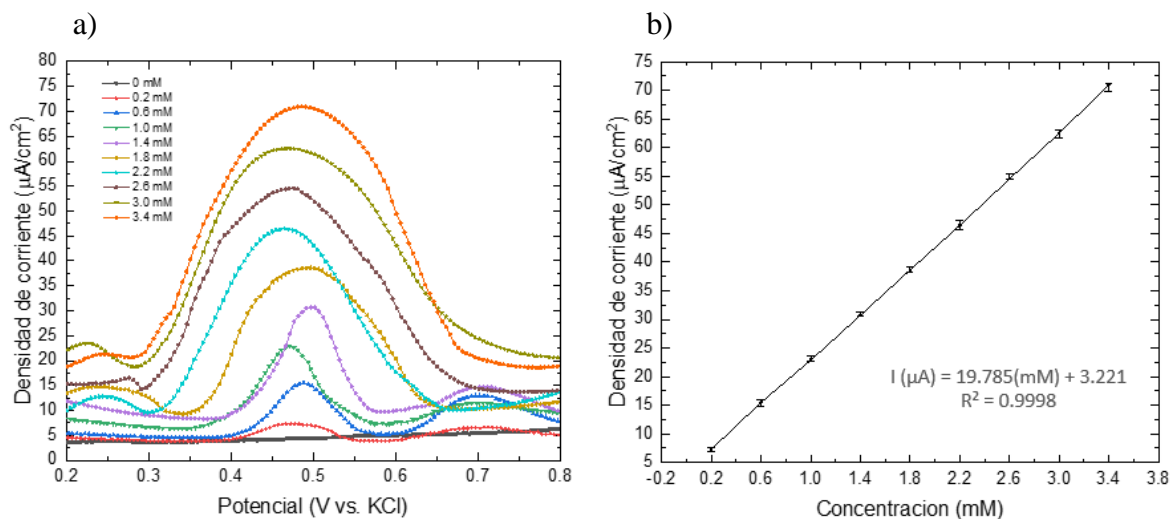 a)
Densidad de corriente ( µA/cm²)
80
75
70
65
60
55
50
45
40
35
30
25
20
15
10
5
0
0 mM
0.2 mM
0.6 mM
1.0 mM
1.4 mM
1.8 mM
2.2 mM
2.6 mM
3.0 mM
3.4 mM
0.2 0.3 0.4 0.5 0.6 0.7 0.8
Potencial (V vs. KCl)
b)
Densidad de corriente (µA/cm²)
75
70
65
60
55
50
45
40
35
30
25
20
15
10
5
I (µA) = 19.785(mM) + 3.221
R² = 0.9998
-0.2 0.2 0.6 1.0 1.4 1.8 2.2 2.6 3.0 3.4 3.8
Concentracion (mM)